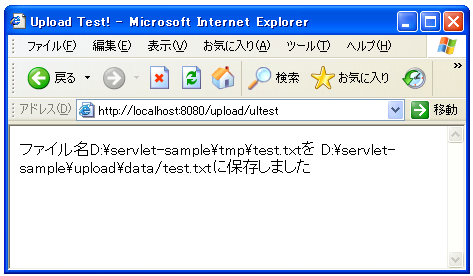 Upload Test! - Microsoft Internet Explorer
ファイル(F) 編集(E) 表示(V) お気に入り(A) ツール(T) ヘルプ(H)
戻る 検索 お気に入り
アドレス(D) http://localhost:8080/upload/ultest 移動
ファイル名D:¥servlet-sample¥tmp¥test.txtを D:¥servlet-
sample¥upload¥data/test.txtに保存しました